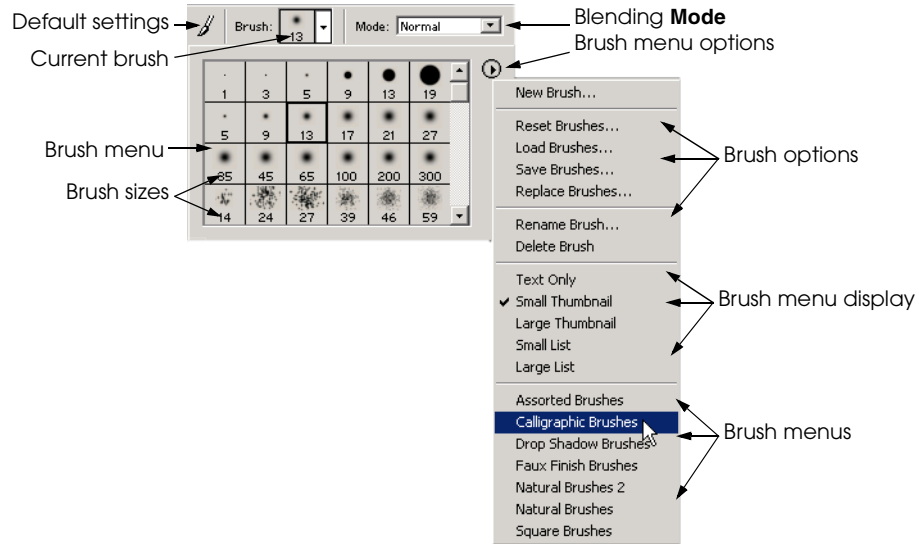 Default settings
Brush: 13
Mode: Normal
Blending Mode
Current brush
Brush menu options
1 3 5 9 13 19
5 9 13 17 21 27
Brush menu
35 45 65 100 200 300
Brush sizes
14 24 27 39 46 59
New Brush...
Reset Brushes...
Load Brushes...
Save Brushes...
Replace Brushes...
Brush options
Rename Brush...
Delete Brush
Text Only
Small Thumbnail
Large Thumbnail
Small List
Large List
Brush menu display
Assorted Brushes
Calligraphic Brushes
Drop Shadow Brushes
Faux Finish Brushes
Natural Brushes 2
Natural Brushes
Square Brushes
Brush menus